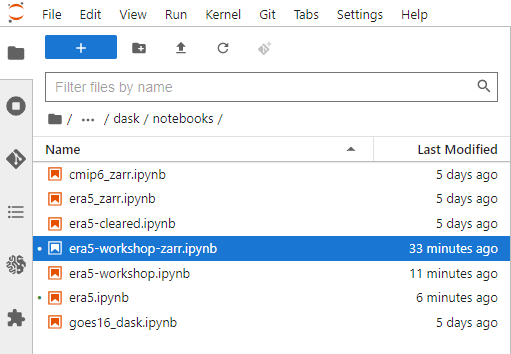 File Edit View Run Kernel Git Tabs Settings Help
+
Filter files by name
/ ··· / dask / notebooks /
Name Last Modified
cmip6_zarr.ipynb 5 days ago
era5_zarr.ipynb 5 days ago
era5-cleared.ipynb 5 days ago
era5-workshop-zarr.ipynb 33 minutes ago
era5-workshop.ipynb 11 minutes ago
era5.ipynb 6 minutes ago
goes16_dask.ipynb 5 days ago